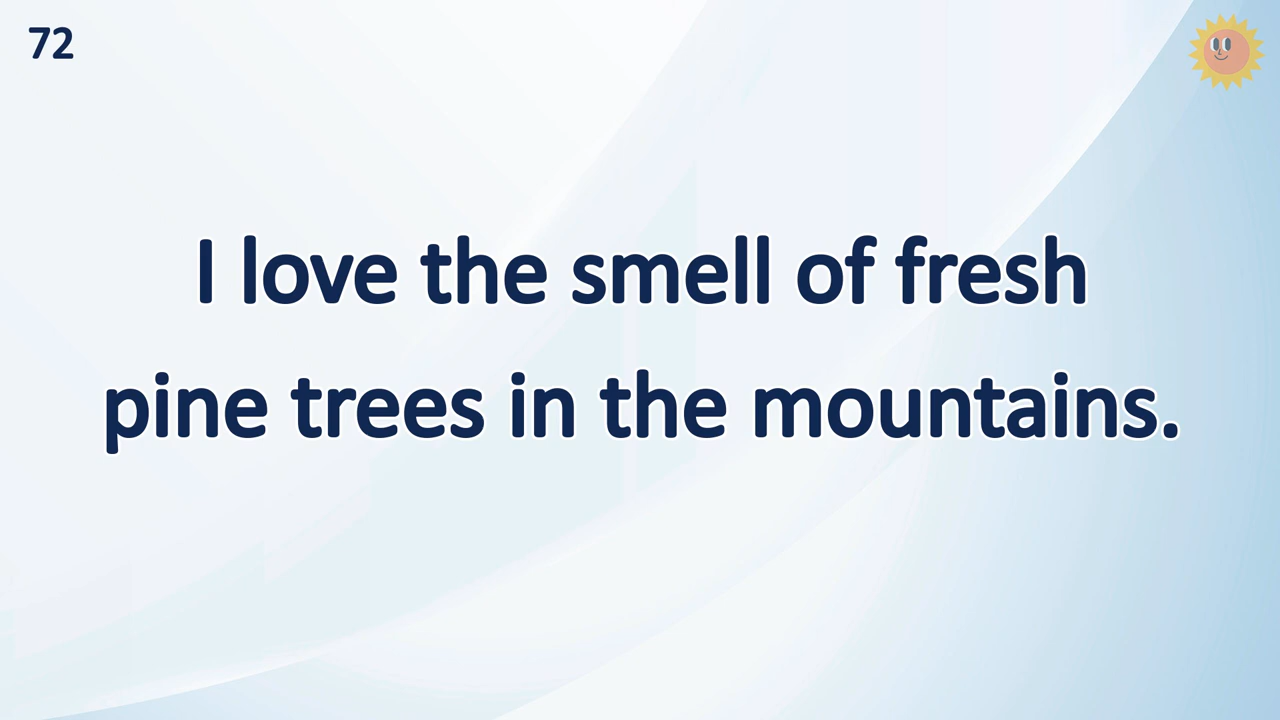 72
I love the smell of fresh
pine trees in the mountains.